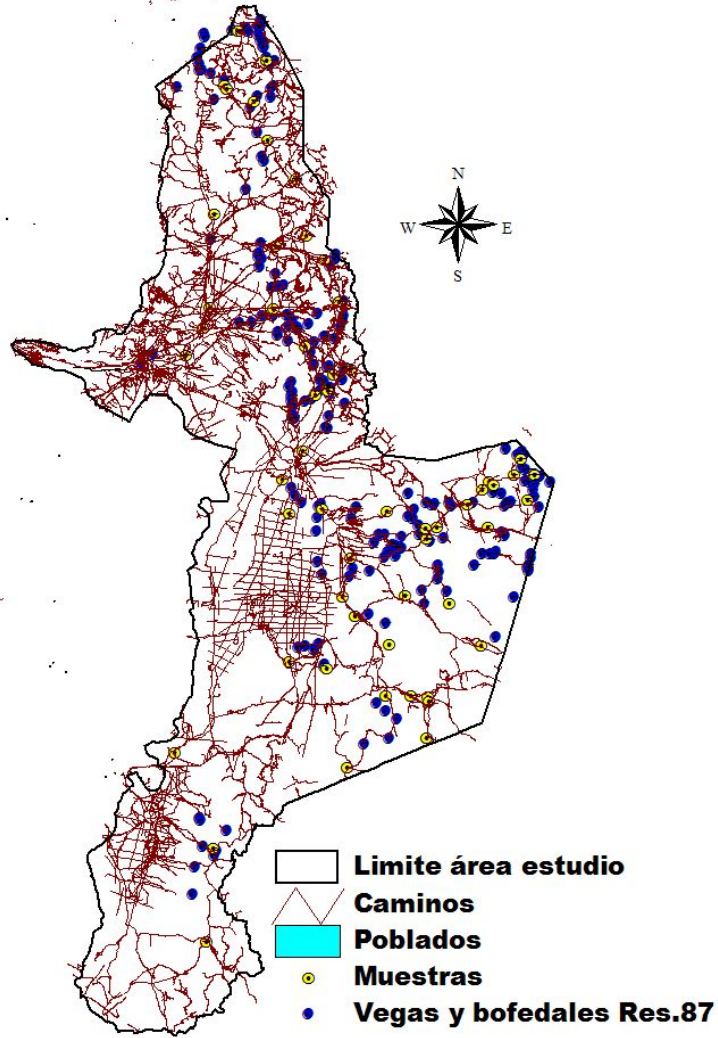 N
W E
S
Limite área estudio
Caminos
Poblados
Muestras
Vegas y bofedales Res.87